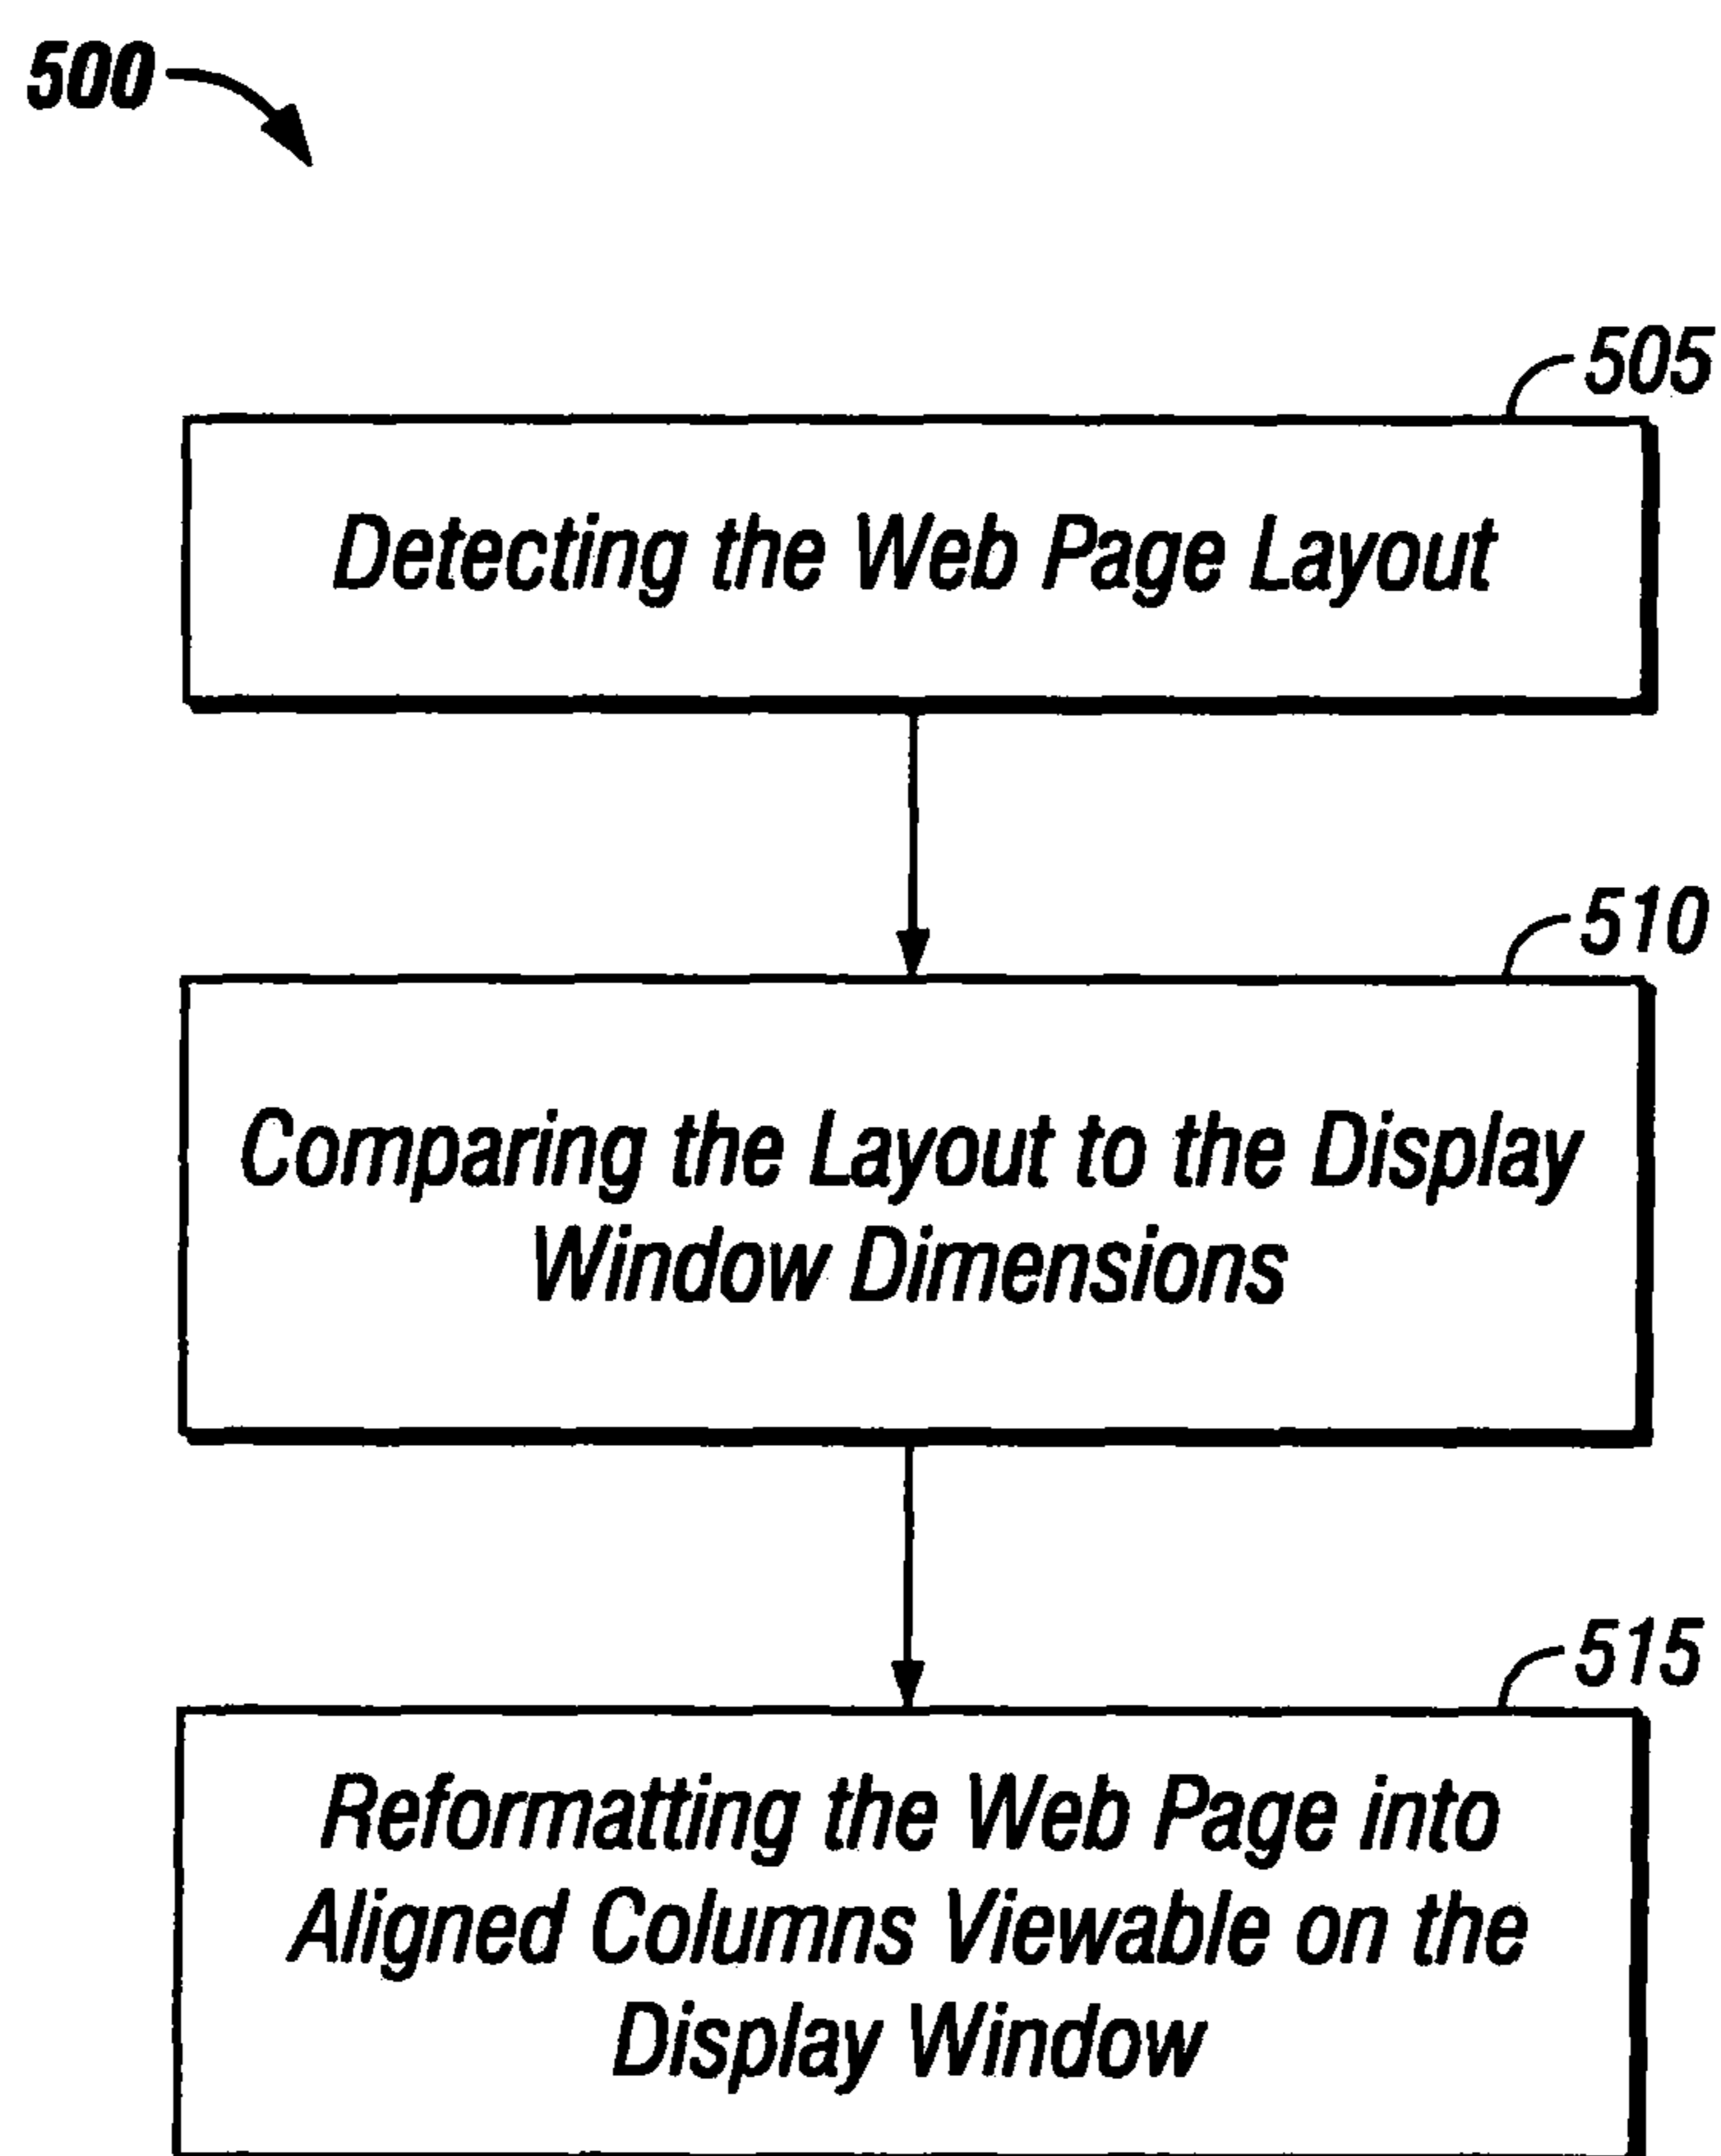 500
505
Detecting the Web Page Layout
510
Comparing the Layout to the Display
Window Dimensions
515
Reformatting the Web Page into
Aligned Columns Viewable on the
Display Window